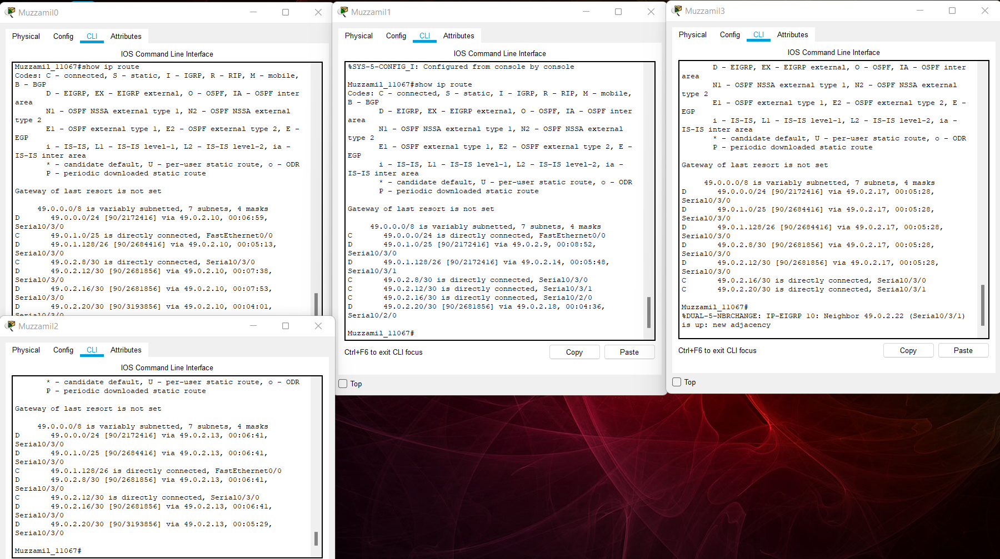 Muzzamil0
Physical Config CLI Attributes
IOS Command Line Interface
Muzzamil_11067#show ip route
Codes: C - connected, S - static, I - IGRP, R - RIP, M - mobile,
B - BGP
D - EIGRP, EX - EIGRP external, O - OSPF, IA - OSPF inter
area
N1 - OSPF NSSA external type 1, N2 - OSPF NSSA external
type 2
E1 - OSPF external type 1, E2 - OSPF external type 2, E -
EGP
i - IS-IS, L1 - IS-IS level-1, L2 - IS-IS level-2, ia -
IS-IS inter area
* - candidate default, U - per-user static route, o - ODR
P - periodic downloaded static route
Gateway of last resort is not set
49.0.0.0/8 is variably subnetted, 7 subnets, 4 masks
D 49.0.0.0/24 [90/2172416] via 49.0.2.10, 00:06:59,
Serial0/3/0
C 49.0.1.0/25 is directly connected, FastEthernet0/0
D 49.0.1.128/26 [90/2684416] via 49.0.2.10, 00:05:13,
Serial0/3/0
C 49.0.2.8/30 is directly connected, Serial0/3/0
D 49.0.2.12/30 [90/2681856] via 49.0.2.10, 00:07:38,
Serial0/3/0
D 49.0.2.16/30 [90/2681856] via 49.0.2.10, 00:07:53,
Serial0/3/0
D 49.0.2.20/30 [90/3193856] via 49.0.2.10, 00:04:01,
Serial0/3/0
Muzzamil1
Physical Config CLI Attributes
IOS Command Line Interface
%SYS-5-CONFIG_I: Configured from console by console
Muzzamil_11067#show ip route
Codes: C - connected, S - static, I - IGRP, R - RIP, M - mobile,
B - BGP
D - EIGRP, EX - EIGRP external, O - OSPF, IA - OSPF inter
area
N1 - OSPF NSSA external type 1, N2 - OSPF NSSA external
type 2
E1 - OSPF external type 1, E2 - OSPF external type 2, E -
EGP
i - IS-IS, L1 - IS-IS level-1, L2 - IS-IS level-2, ia -
IS-IS inter area
* - candidate default, U - per-user static route, o - ODR
P - periodic downloaded static route
Gateway of last resort is not set
49.0.0.0/8 is variably subnetted, 7 subnets, 4 masks
C 49.0.0.0/24 is directly connected, FastEthernet0/0
D 49.0.1.0/25 [90/2172416] via 49.0.2.9, 00:08:52,
Serial0/3/0
D 49.0.1.128/26 [90/2172416] via 49.0.2.14, 00:05:48,
Serial0/3/1
C 49.0.2.8/30 is directly connected, Serial0/3/0
C 49.0.2.12/30 is directly connected, Serial0/3/1
C 49.0.2.16/30 is directly connected, Serial0/2/0
D 49.0.2.20/30 [90/2681856] via 49.0.2.18, 00:04:36,
Serial0/2/0
Muzzamil_11067#
Ctrl+F6 to exit CLI focus
Copy
Paste
Top
Muzzamil3
Physical Config CLI Attributes
IOS Command Line Interface
D - EIGRP, EX - EIGRP external, O - OSPF, IA - OSPF inter
area
N1 - OSPF NSSA external type 1, N2 - OSPF NSSA external
type 2
E1 - OSPF external type 1, E2 - OSPF external type 2, E -
EGP
i - IS-IS, L1 - IS-IS level-1, L2 - IS-IS level-2, ia -
IS-IS inter area
* - candidate default, U - per-user static route, o - ODR
P - periodic downloaded static route
Gateway of last resort is not set
49.0.0.0/8 is variably subnetted, 7 subnets, 4 masks
D 49.0.0.0/24 [90/2172416] via 49.0.2.17, 00:05:28,
Serial0/3/0
D 49.0.1.0/25 [90/2684416] via 49.0.2.17, 00:05:28,
Serial0/3/0
D 49.0.1.128/26 [90/2684416] via 49.0.2.17, 00:05:28,
Serial0/3/0
D 49.0.2.8/30 [90/2681856] via 49.0.2.17, 00:05:28,
Serial0/3/0
D 49.0.2.12/30 [90/2681856] via 49.0.2.17, 00:05:28,
Serial0/3/0
C 49.0.2.16/30 is directly connected, Serial0/3/0
C 49.0.2.20/30 is directly connected, Serial0/3/1
Muzzamil_11067#
%DUAL-5-NBRCHANGE: IP-EIGRP 10: Neighbor 49.0.2.22 (Serial0/3/1)
is up: new adjacency
Ctrl+F6 to exit CLI focus
Copy
Paste
Top
Muzzamil2
Physical Config CLI Attributes
IOS Command Line Interface
* - candidate default, U - per-user static route, o - ODR
P - periodic downloaded static route
Gateway of last resort is not set
49.0.0.0/8 is variably subnetted, 7 subnets, 4 masks
D 49.0.0.0/24 [90/2172416] via 49.0.2.13, 00:06:41,
Serial0/3/0
D 49.0.1.0/25 [90/2684416] via 49.0.2.13, 00:06:41,
Serial0/3/0
C 49.0.1.128/26 is directly connected, FastEthernet0/0
D 49.0.2.8/30 [90/2681856] via 49.0.2.13, 00:06:41,
Serial0/3/0
C 49.0.2.12/30 is directly connected, Serial0/3/0
D 49.0.2.16/30 [90/2681856] via 49.0.2.13, 00:06:41,
Serial0/3/0
D 49.0.2.20/30 [90/3193856] via 49.0.2.13, 00:05:29,
Serial0/3/0
Muzzamil_11067#